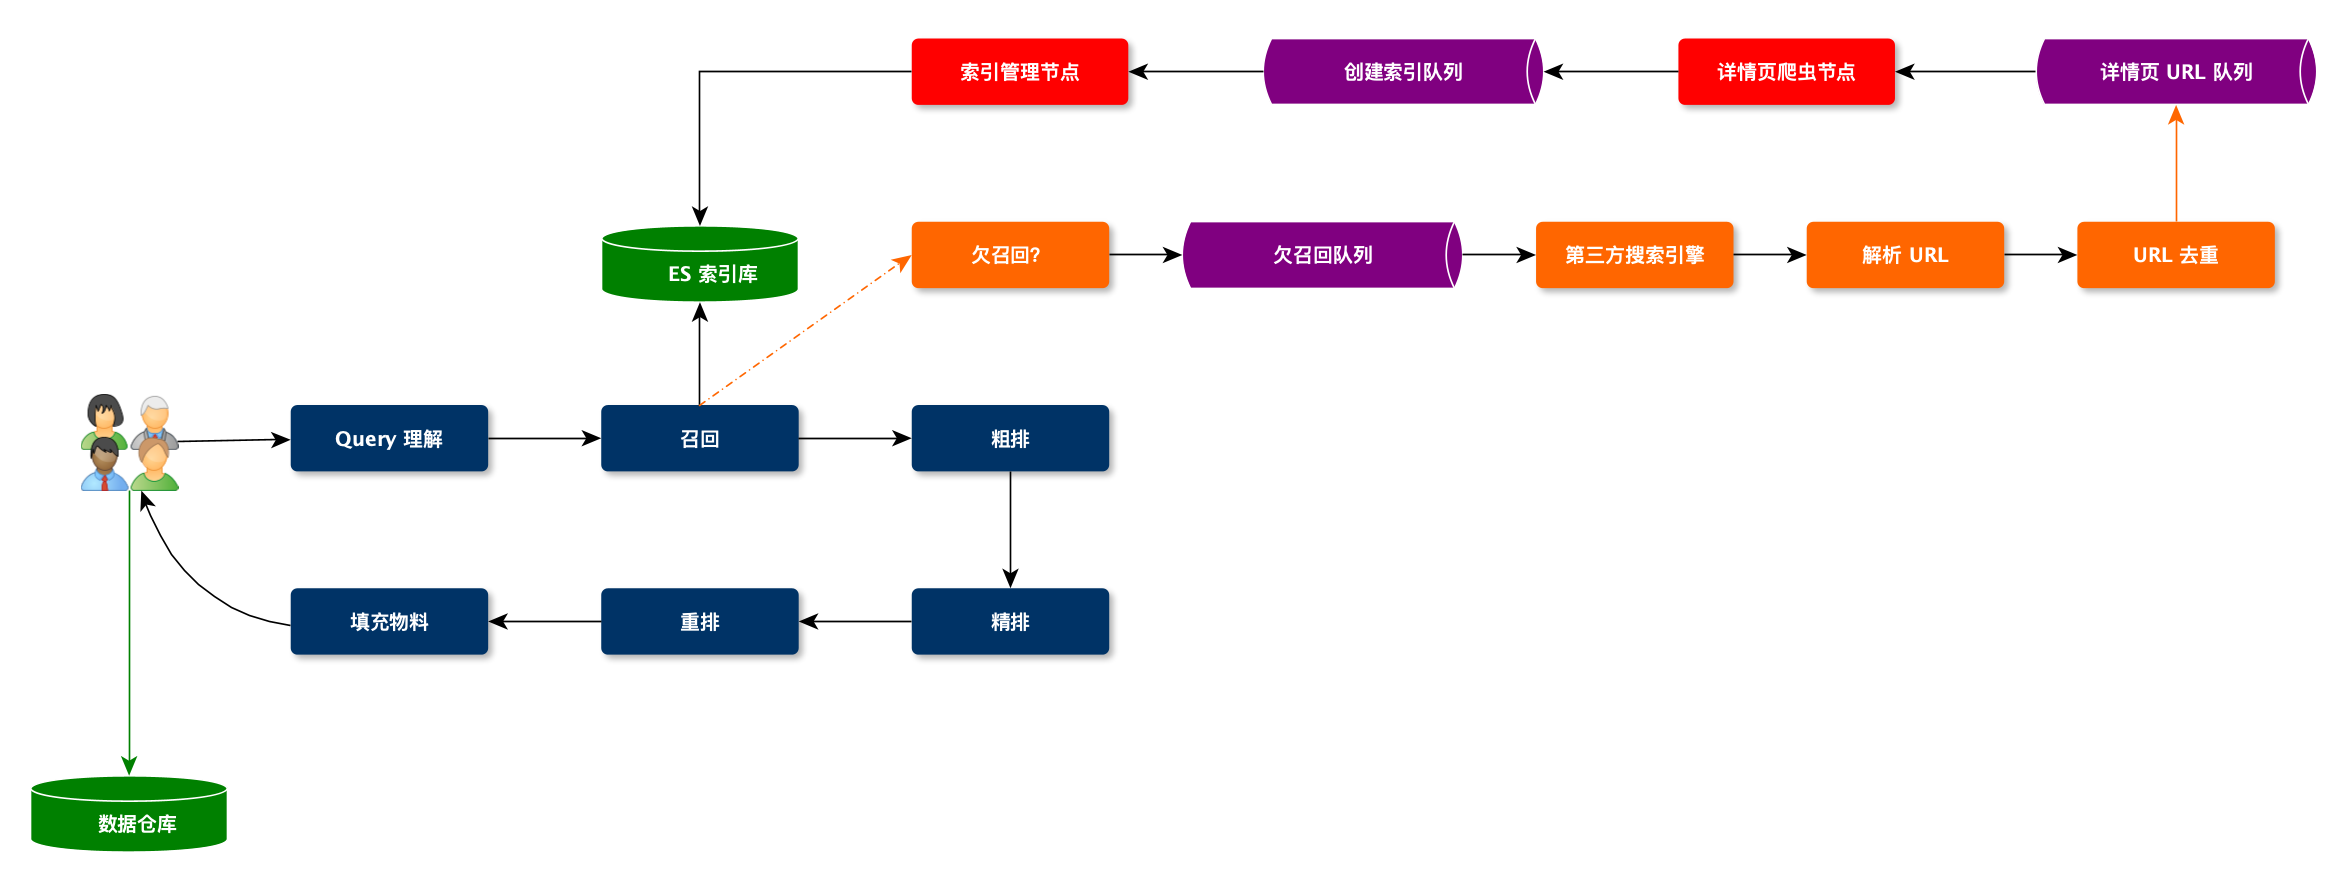 索引管理节点
创建索引队列
详情页爬虫节点
详情页 URL 队列
ES 索引库
欠召回?
欠召回队列
第三方搜索引擎
解析 URL
URL 去重
Query 理解
召回
粗排
填充物料
重排
精排
数据仓库